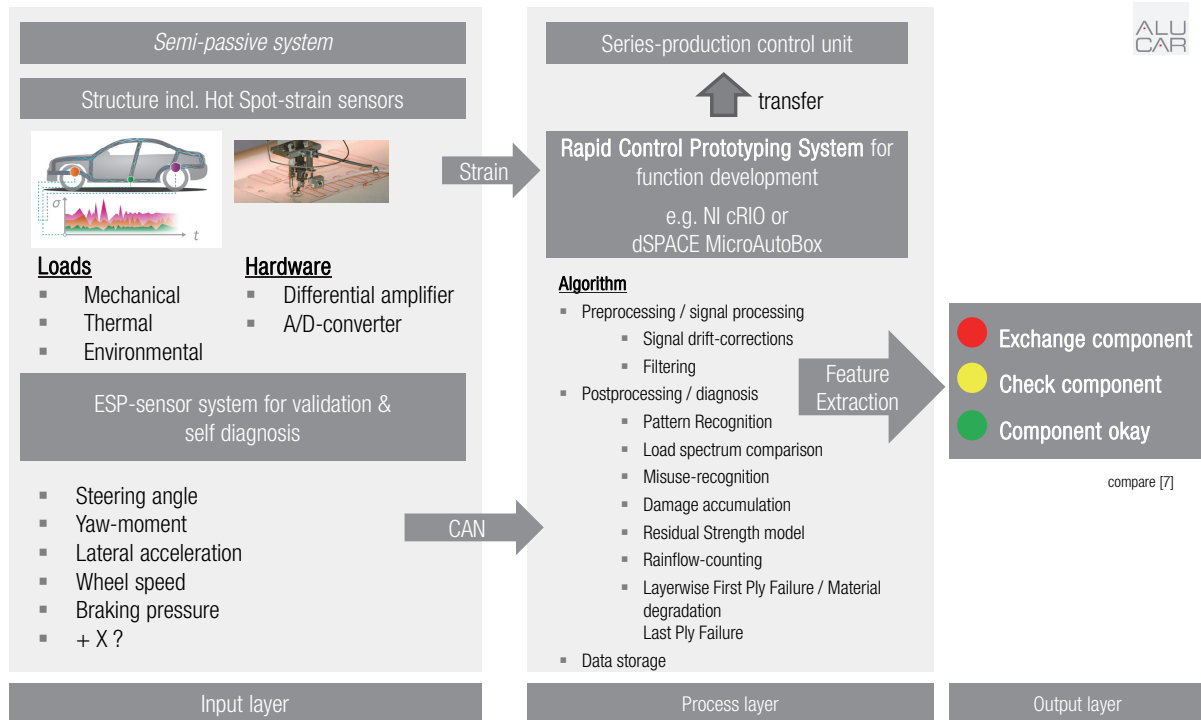 Semi-passive system
Structure incl. Hot Spot-strain sensors
σ
t
Loads
▪ Mechanical
▪ Thermal
▪ Environmental
Hardware
▪ Differential amplifier
▪ A/D-converter
ESP-sensor system for validation &
self diagnosis
▪ Steering angle
▪ Yaw-moment
▪ Lateral acceleration
▪ Wheel speed
▪ Braking pressure
▪ + X ?
Input layer
Strain
CAN
Series-production control unit
transfer
Rapid Control Prototyping System for
function development
e.g. NI cRIO or
dSPACE MicroAutoBox
Algorithm
▪ Preprocessing / signal processing
▪ Signal drift-corrections
▪ Filtering
▪ Postprocessing / diagnosis
▪ Pattern Recognition
▪ Load spectrum comparison
▪ Misuse-recognition
▪ Damage accumulation
▪ Residual Strength model
▪ Rainflow-counting
▪ Layerwise First Ply Failure / Material
degradation
Last Ply Failure
▪ Data storage
Process layer
Feature
Extraction
ALU
CAR
Exchange component
Check component
Component okay
compare [7]
Output layer